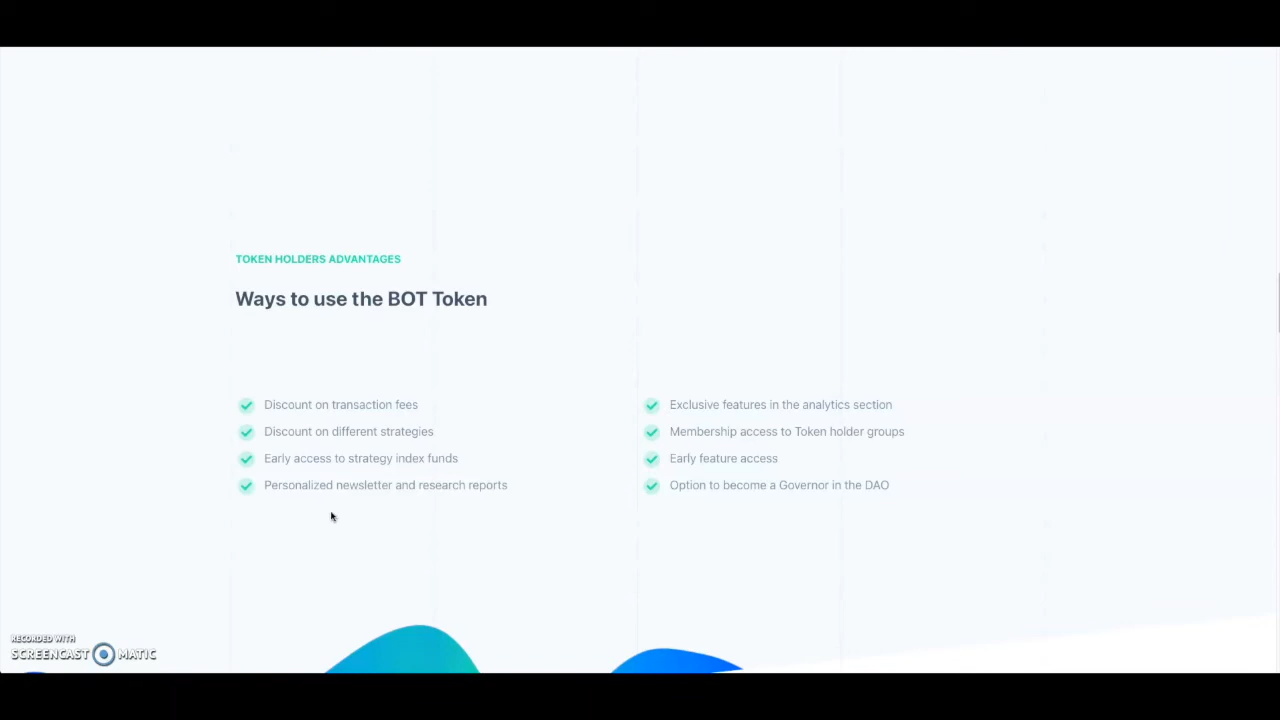 TOKEN HOLDERS ADVANTAGES
Ways to use the BOT Token
Discount on transaction fees
Discount on different strategies
Early access to strategy index funds
Personalized newsletter and research reports
Exclusive features in the analytics section
Membership access to Token holder groups
Early feature access
Option to become a Governor in the DAO
RECORDED WITH
SCREENCAST MATIC